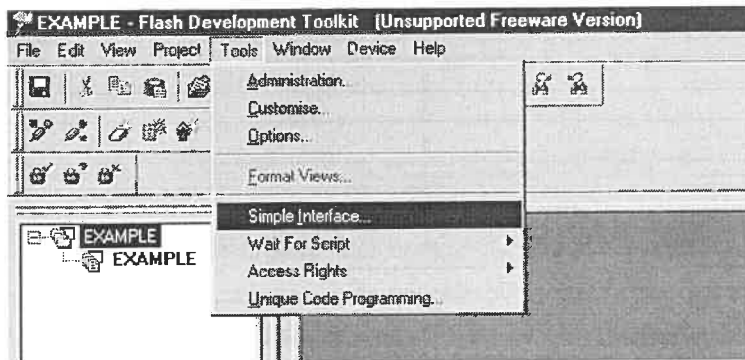 EXAMPLE - Flash Development Toolkit (Unsupported Freeware Version)
File Edit View Project Tools Window Device Help
Administration...
Customise...
Options...
Format Views...
Simple Interface...
Wait For Script
Access Rights
Unique Code Programming...
EXAMPLE
EXAMPLE